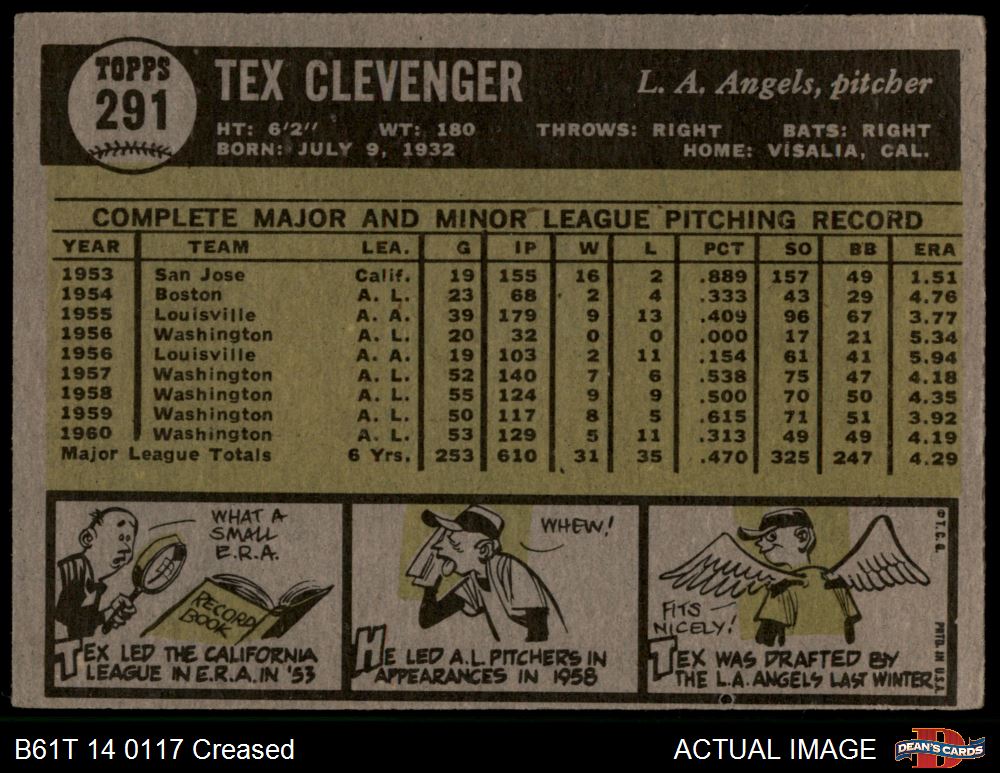 TOPPS
291
TEX CLEVENGER
L. A. Angels, pitcher
HT: 6'2" WT: 180 THROWS: RIGHT BATS: RIGHT
BORN: JULY 9, 1932 HOME: VISALIA, CAL.
COMPLETE MAJOR AND MINOR LEAGUE PITCHING RECORD
YEAR TEAM LEA. G IP W L PCT SO BB ERA
1953 San Jose Calif. 19 155 16 2 .889 157 49 1.51
1954 Boston A. L. 23 68 2 4 .333 43 29 4.76
1955 Louisville A. A. 39 179 9 13 .409 96 67 3.77
1956 Washington A. L. 20 32 0 0 .000 17 21 5.34
1956 Louisville A. A. 19 103 2 11 .154 61 41 5.94
1957 Washington A. L. 52 140 7 6 .538 75 47 4.18
1958 Washington A. L. 55 124 9 9 .500 70 50 4.35
1959 Washington A. L. 50 117 8 5 .615 71 51 3.92
1960 Washington A. L. 53 129 5 11 .313 49 49 4.19
Major League Totals 6 Yrs. 253 610 31 35 .470 325 247 4.29
WHAT A
SMALL
E.R.A.
RECORD
BOOK
TEX LED THE CALIFORNIA
LEAGUE IN E.R.A. IN '53
WHEW!
HE LED A.L. PITCHERS IN
APPEARANCES IN 1958
FITS
NICELY!
TEX WAS DRAFTED BY
THE L.A. ANGELS LAST WINTER
© T. C. G.
PRTD. IN U.S.A.
B61T 14 0117 Creased
ACTUAL IMAGE
D
DEAN'S CARDS